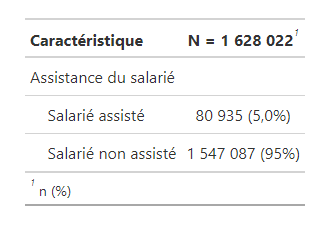 Caractéristique N = 1 628 022¹
Assistance du salarié
Salarié assisté 80 935 (5,0%)
Salarié non assisté 1 547 087 (95%)
¹ n (%)